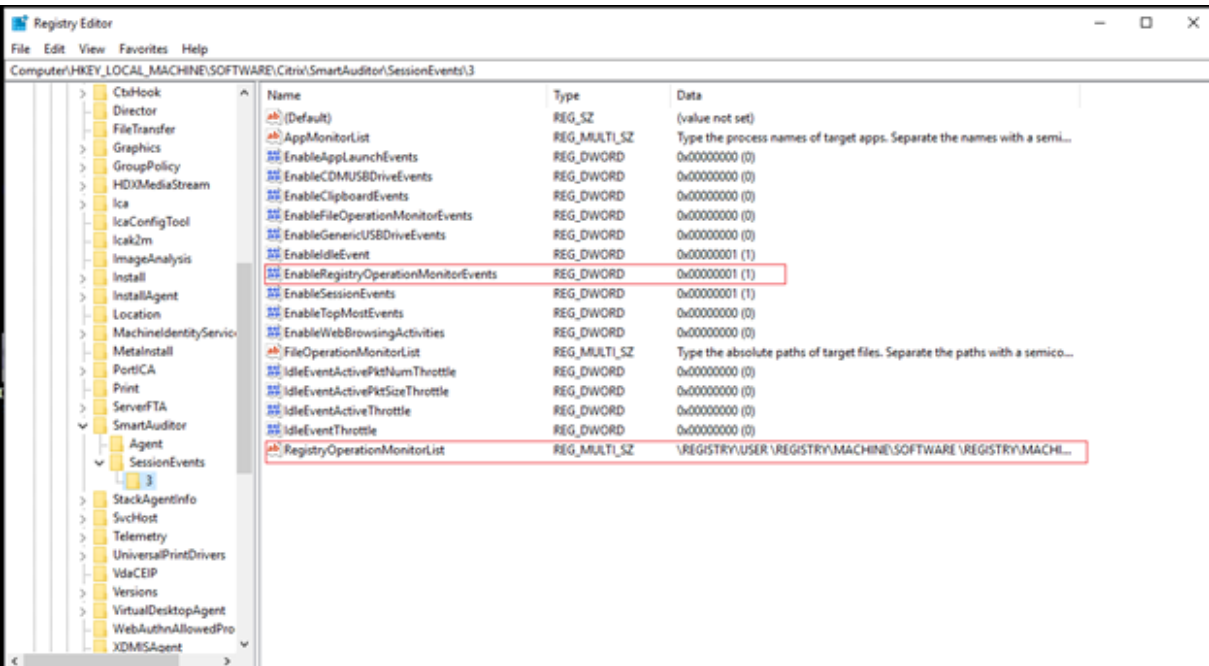 Registry Editor
File Edit View Favorites Help
Computer\HKEY_LOCAL_MACHINE\SOFTWARE\Citrix\SmartAuditor\SessionEvents\3
CtxHook
Director
FileTransfer
Graphics
GroupPolicy
HDXMediaStream
Ica
IcaConfigTool
Icak2m
ImageAnalysis
Install
InstallAgent
Location
MachineIdentityService
MetaInstall
PortICA
Print
ServerFTA
SmartAuditor
Agent
SessionEvents
3
StackAgentInfo
SvcHost
Telemetry
UniversalPrintDrivers
VdaCEIP
Versions
VirtualDesktopAgent
WebAuthnAllowedPro
XDMISAgent
Name Type Data
(Default) REG_SZ (value not set)
AppMonitorList REG_MULTI_SZ Type the process names of target apps. Separate the names with a semi...
EnableAppLaunchEvents REG_DWORD 0x00000000 (0)
EnableCDMUSBDriveEvents REG_DWORD 0x00000000 (0)
EnableClipboardEvents REG_DWORD 0x00000000 (0)
EnableFileOperationMonitorEvents REG_DWORD 0x00000000 (0)
EnableGenericUSBDriveEvents REG_DWORD 0x00000000 (0)
EnableIdleEvent REG_DWORD 0x00000001 (1)
EnableRegistryOperationMonitorEvents REG_DWORD 0x00000001 (1)
EnableSessionEvents REG_DWORD 0x00000001 (1)
EnableTopMostEvents REG_DWORD 0x00000000 (0)
EnableWebBrowsingActivities REG_DWORD 0x00000000 (0)
FileOperationMonitorList REG_MULTI_SZ Type the absolute paths of target files. Separate the paths with a semico...
IdleEventActivePktNumThrottle REG_DWORD 0x00000000 (0)
IdleEventActivePktSizeThrottle REG_DWORD 0x00000000 (0)
IdleEventActiveThrottle REG_DWORD 0x00000000 (0)
IdleEventThrottle REG_DWORD 0x00000000 (0)
RegistryOperationMonitorList REG_MULTI_SZ \REGISTRY\USER \REGISTRY\MACHINE\SOFTWARE \REGISTRY\MACHI...